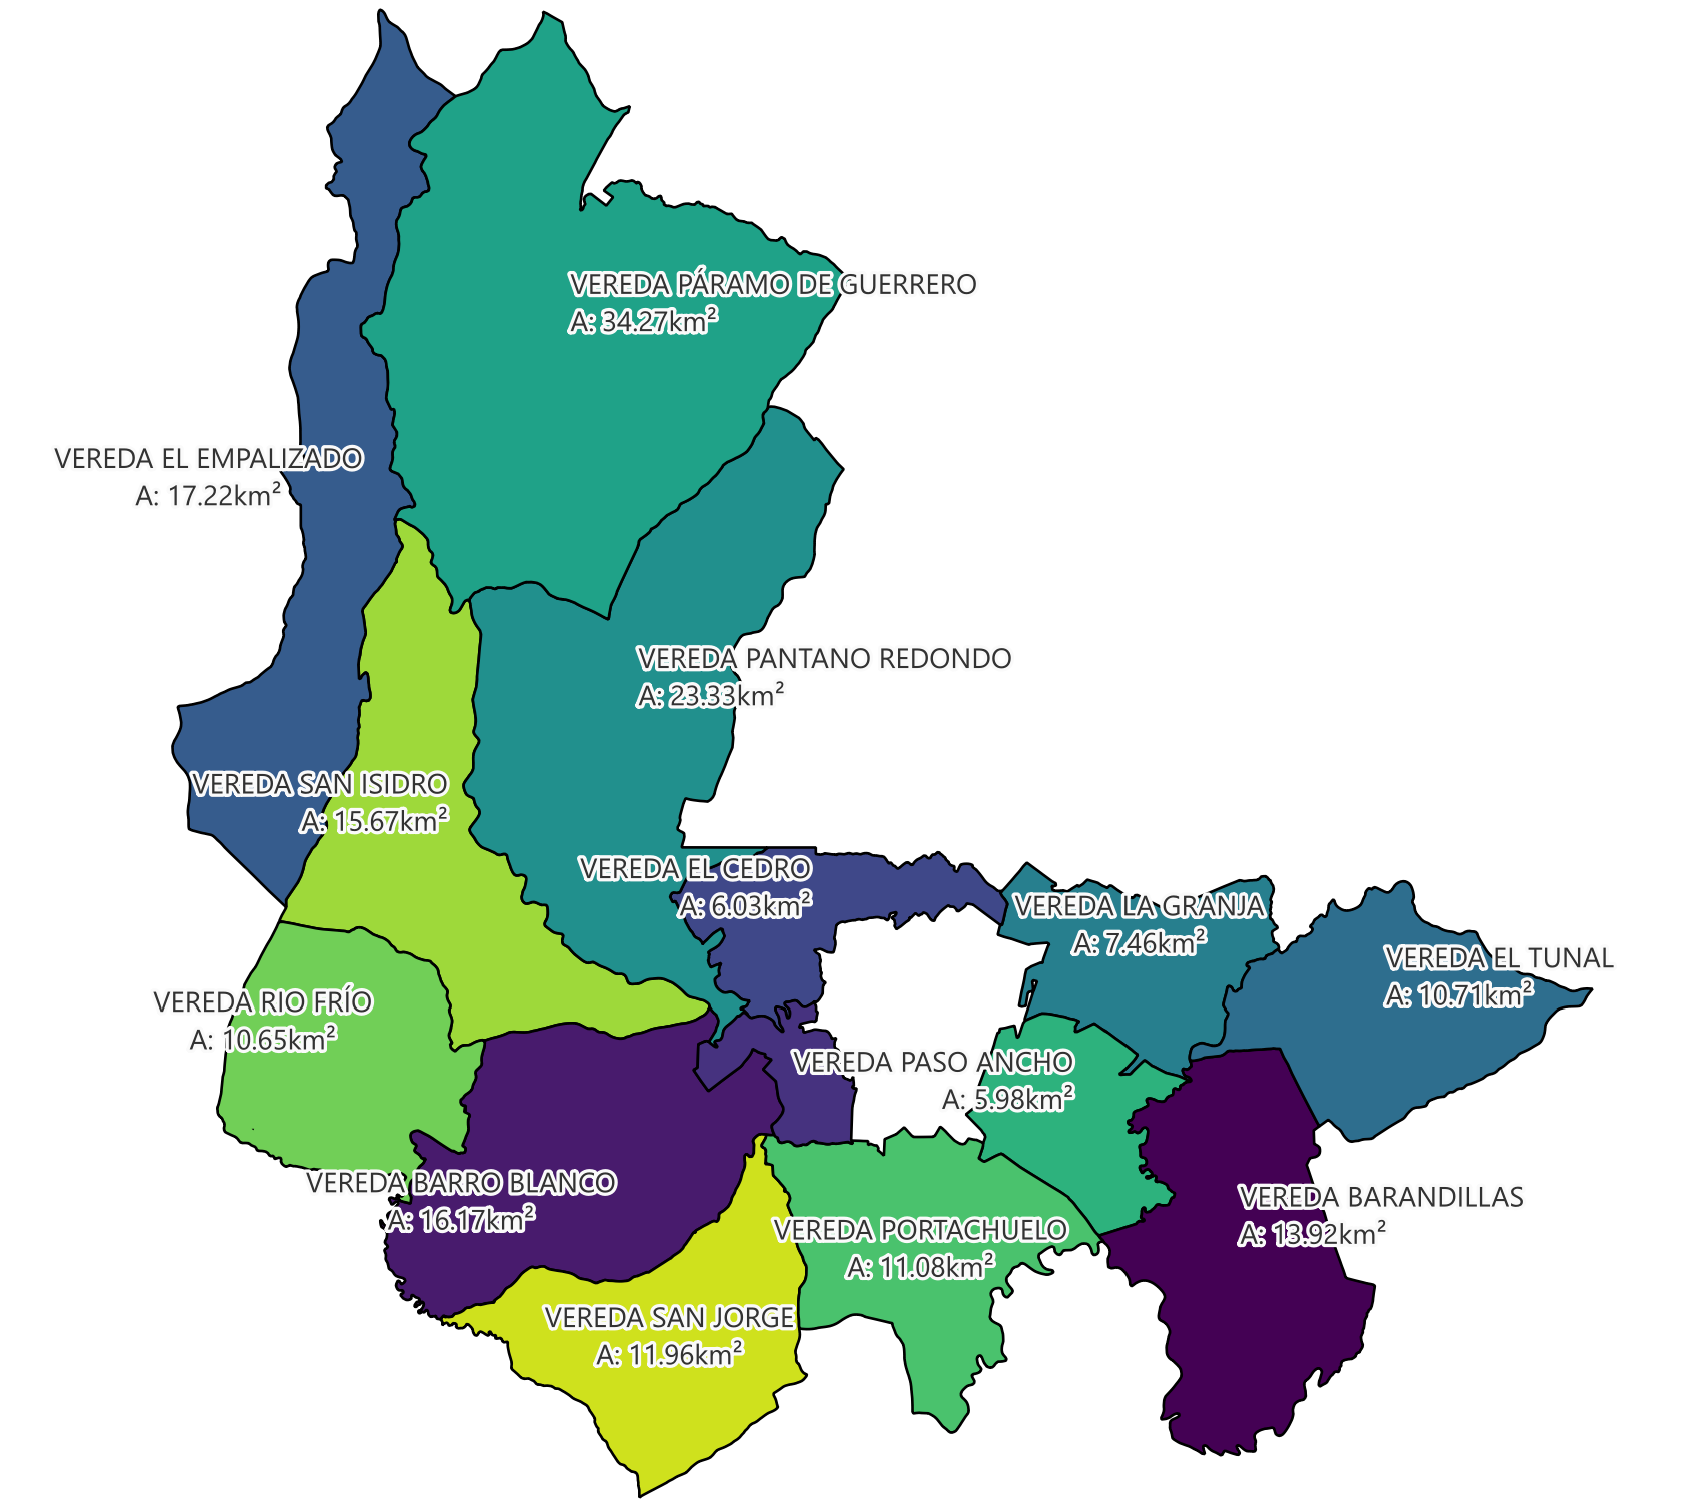 VEREDA PÁRAMO DE GUERRERO
A: 34.27km²
VEREDA EL EMPALIZADO
A: 17.22km²
VEREDA PANTANO REDONDO
A: 23.33km²
VEREDA SAN ISIDRO
A: 15.67km²
VEREDA EL CEDRO
A: 6.03km²
VEREDA LA GRANJA
A: 7.46km²
VEREDA EL TUNAL
A: 10.71km²
VEREDA RIO FRÍO
A: 10.65km²
VEREDA PASO ANCHO
A: 5.98km²
VEREDA BARRO BLANCO
A: 16.17km²
VEREDA BARANDILLAS
A: 13.92km²
VEREDA PORTACHUELO
A: 11.08km²
VEREDA SAN JORGE
A: 11.96km²